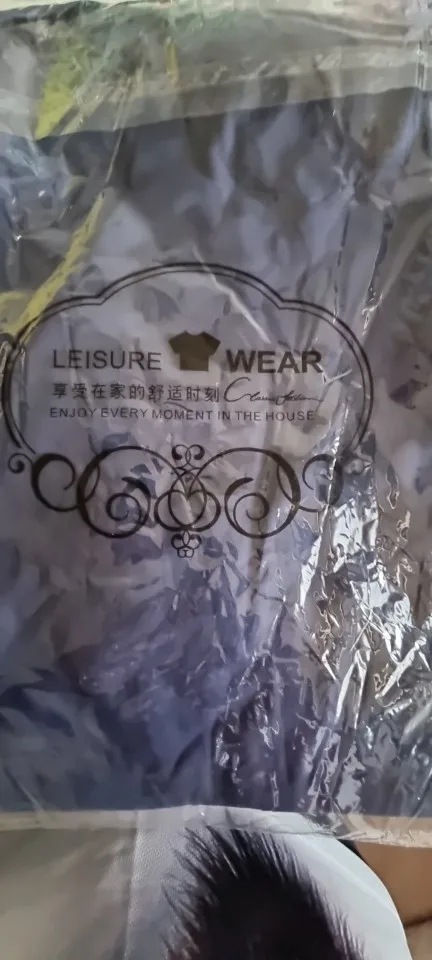 LEISURE WEAR
享受在家的舒适时刻
ENJOY EVERY MOMENT IN THE HOUSE